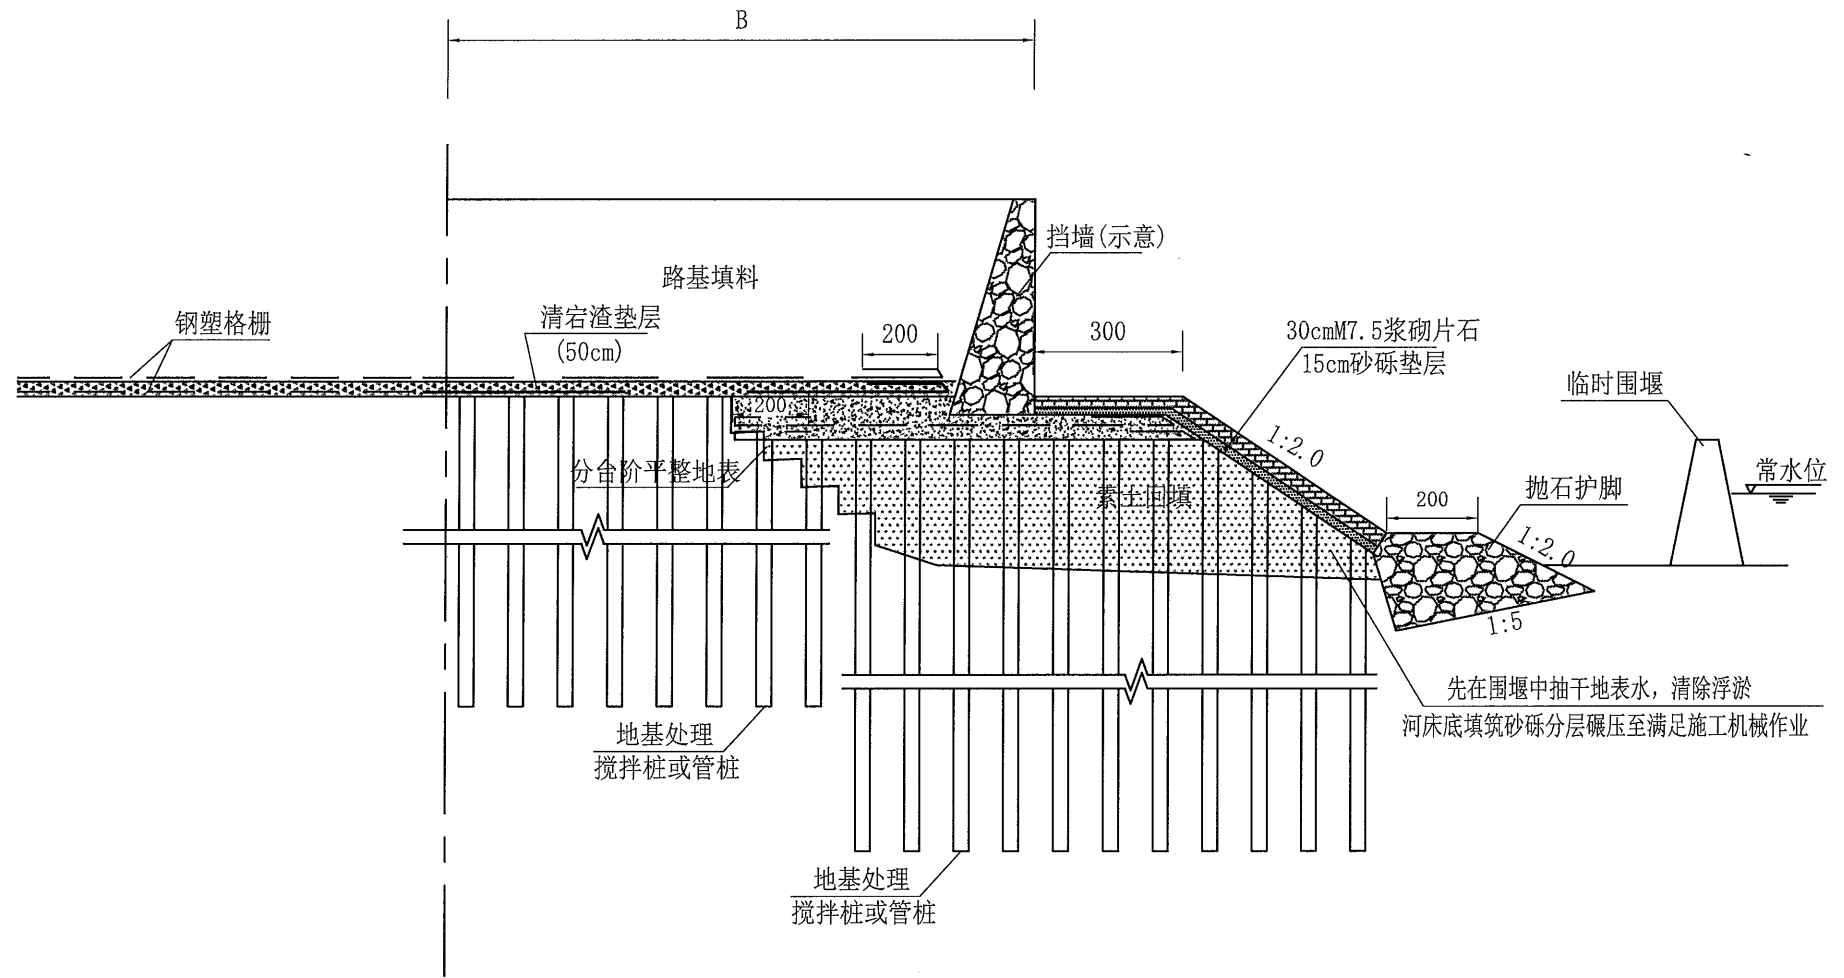 B
挡墙(示意)
路基填料
钢塑格栅
清宕渣垫层
(50cm)
200
300
30cmM7.5浆砌片石
15cm砂砾垫层
临时围堰
200
1:2.0
分台阶平整地表
素土回填
常水位
抛石护脚
200
1:2.0
1:5
先在围堰中抽干地表水，清除浮淤
河床底填筑砂砾分层碾压至满足施工机械作业
地基处理
搅拌桩或管桩
地基处理
搅拌桩或管桩